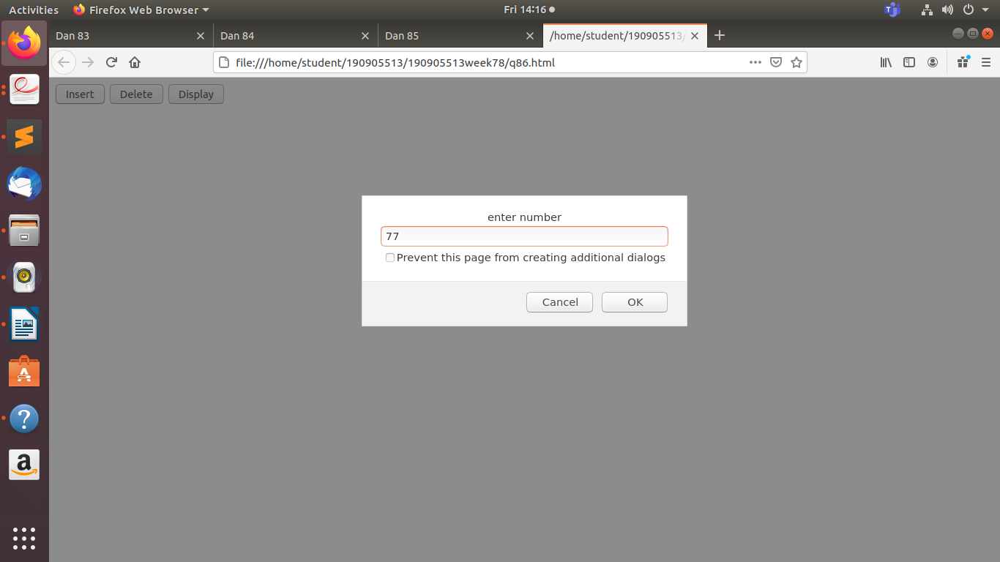 Activities Firefox Web Browser Fri 14:16
Dan 83 Dan 84 Dan 85 /home/student/190905513/
file:///home/student/190905513/190905513week78/q86.html
Insert Delete Display
enter number
77
Prevent this page from creating additional dialogs
Cancel OK